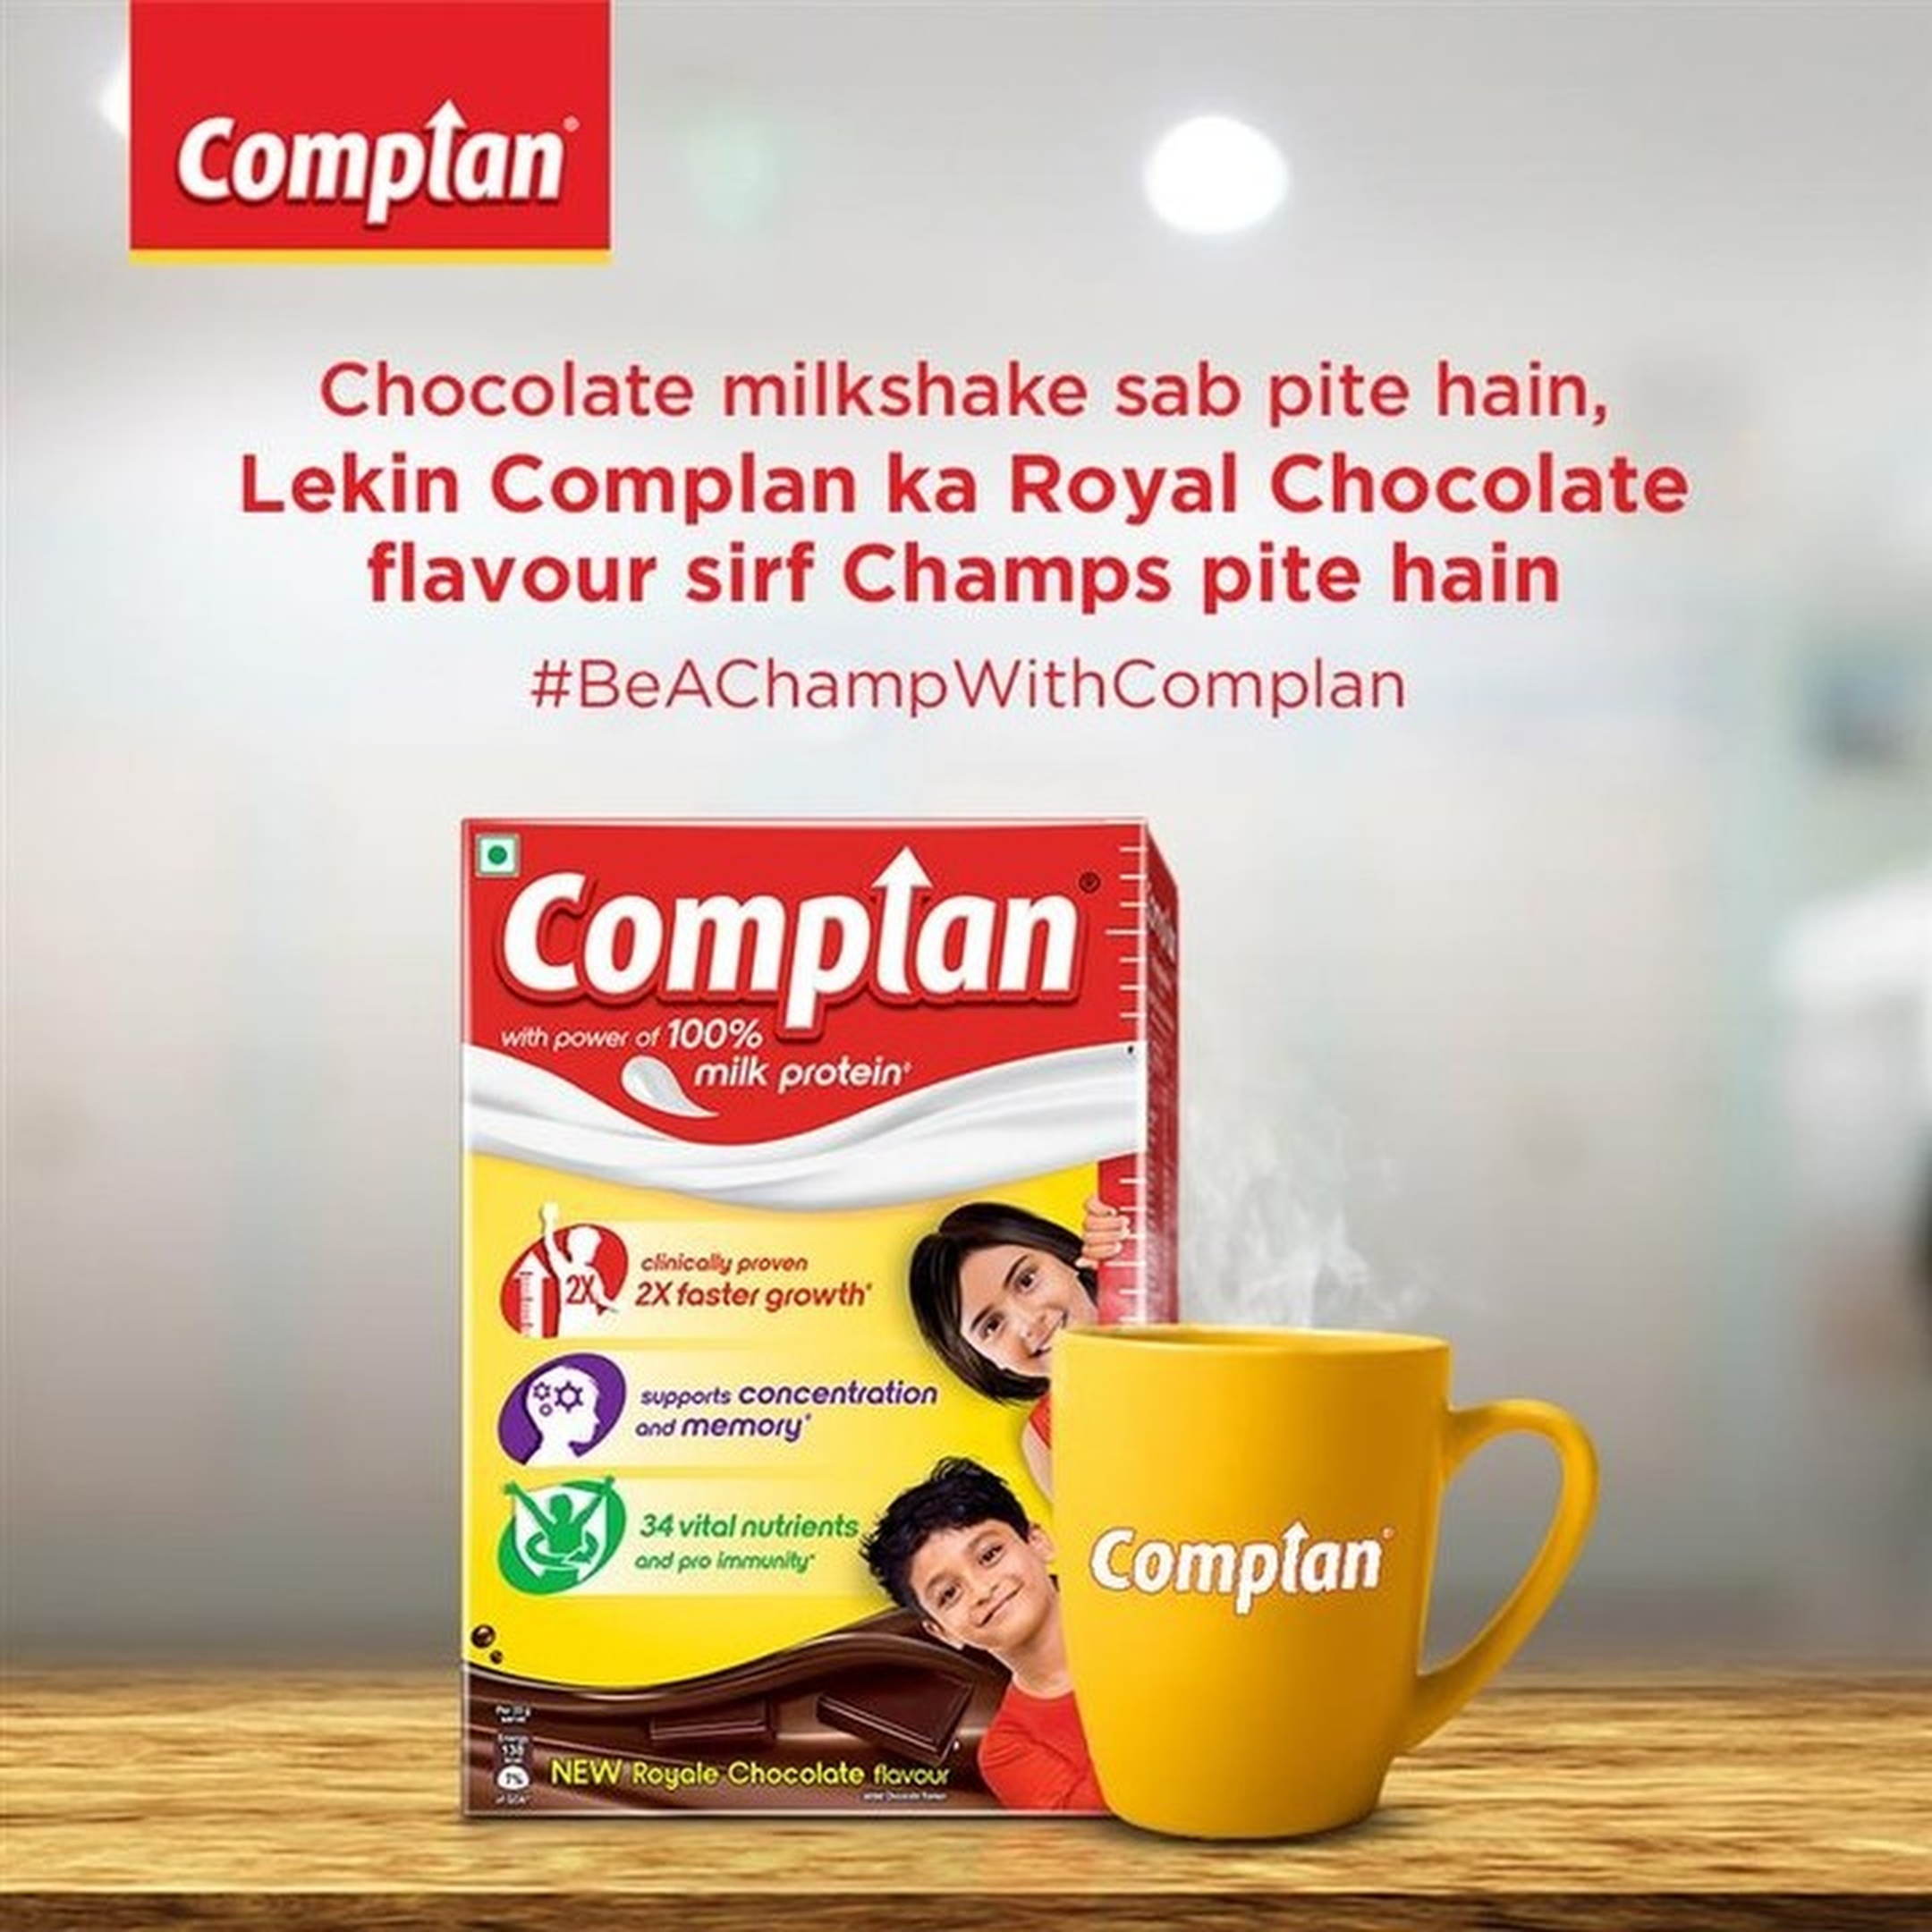 Complan®
Chocolate milkshake sab pite hain,
Lekin Complan ka Royal Chocolate
flavour sirf Champs pite hain
#BeAChampWithComplan
Complan®
with power of 100%
milk protein
clinically proven
2X
2X faster growth*
supports concentration
and memory*
34 vital nutrients
and pro immunity*
Complan®
138
7%
NEW Royale Chocolate flavour